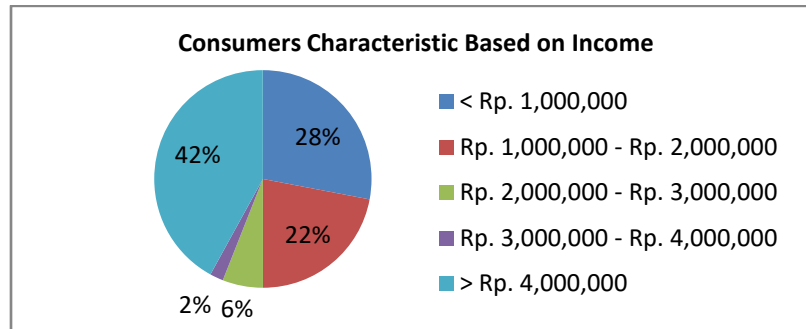 Consumers Characteristic Based on Income
28%
22%
6%
2%
42%
< Rp. 1,000,000
Rp. 1,000,000 - Rp. 2,000,000
Rp. 2,000,000 - Rp. 3,000,000
Rp. 3,000,000 - Rp. 4,000,000
> Rp. 4,000,000